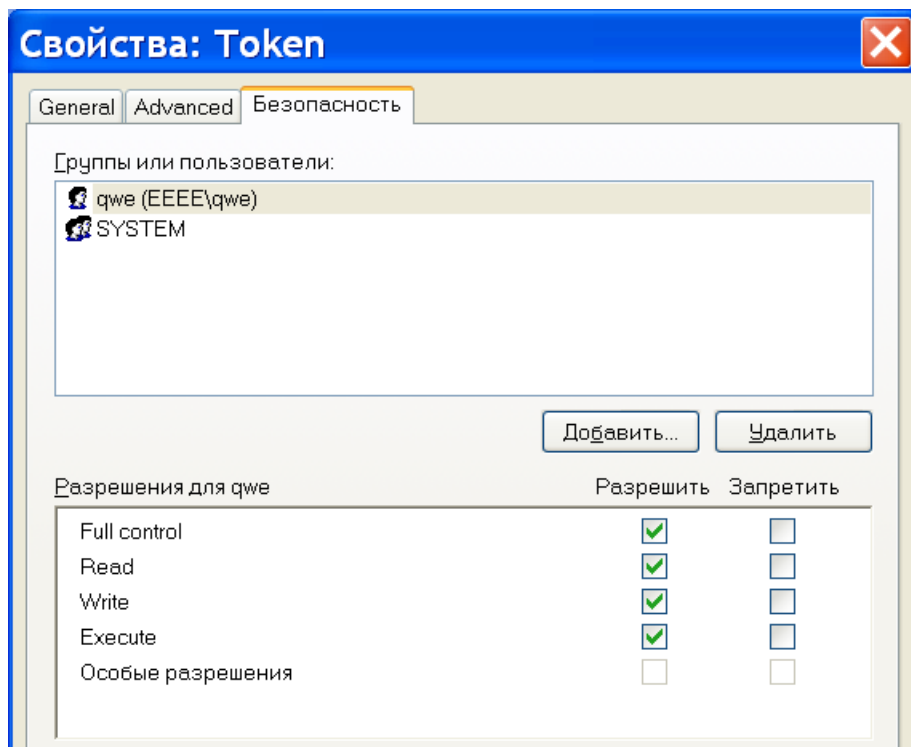 Свойства: Token
General Advanced Безопасность
Группы или пользователи:
qwe (EEEE\qwe)
SYSTEM
Добавить... Удалить
Разрешения для qwe Разрешить Запретить
Full control
Read
Write
Execute
Особые разрешения